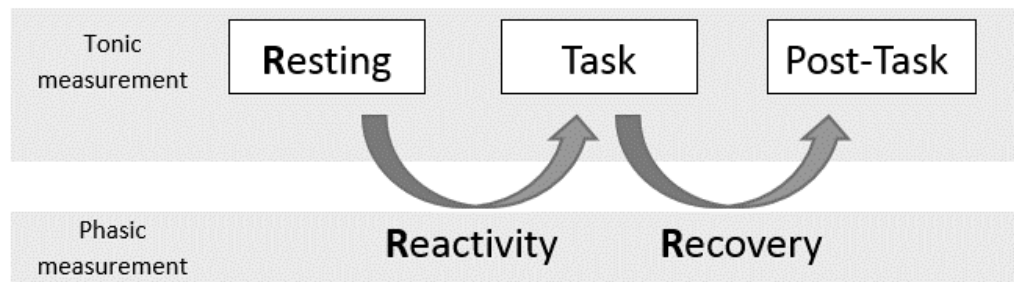 Tonic
measurement
Resting
Task
Post-Task
Phasic
measurement
Reactivity
Recovery